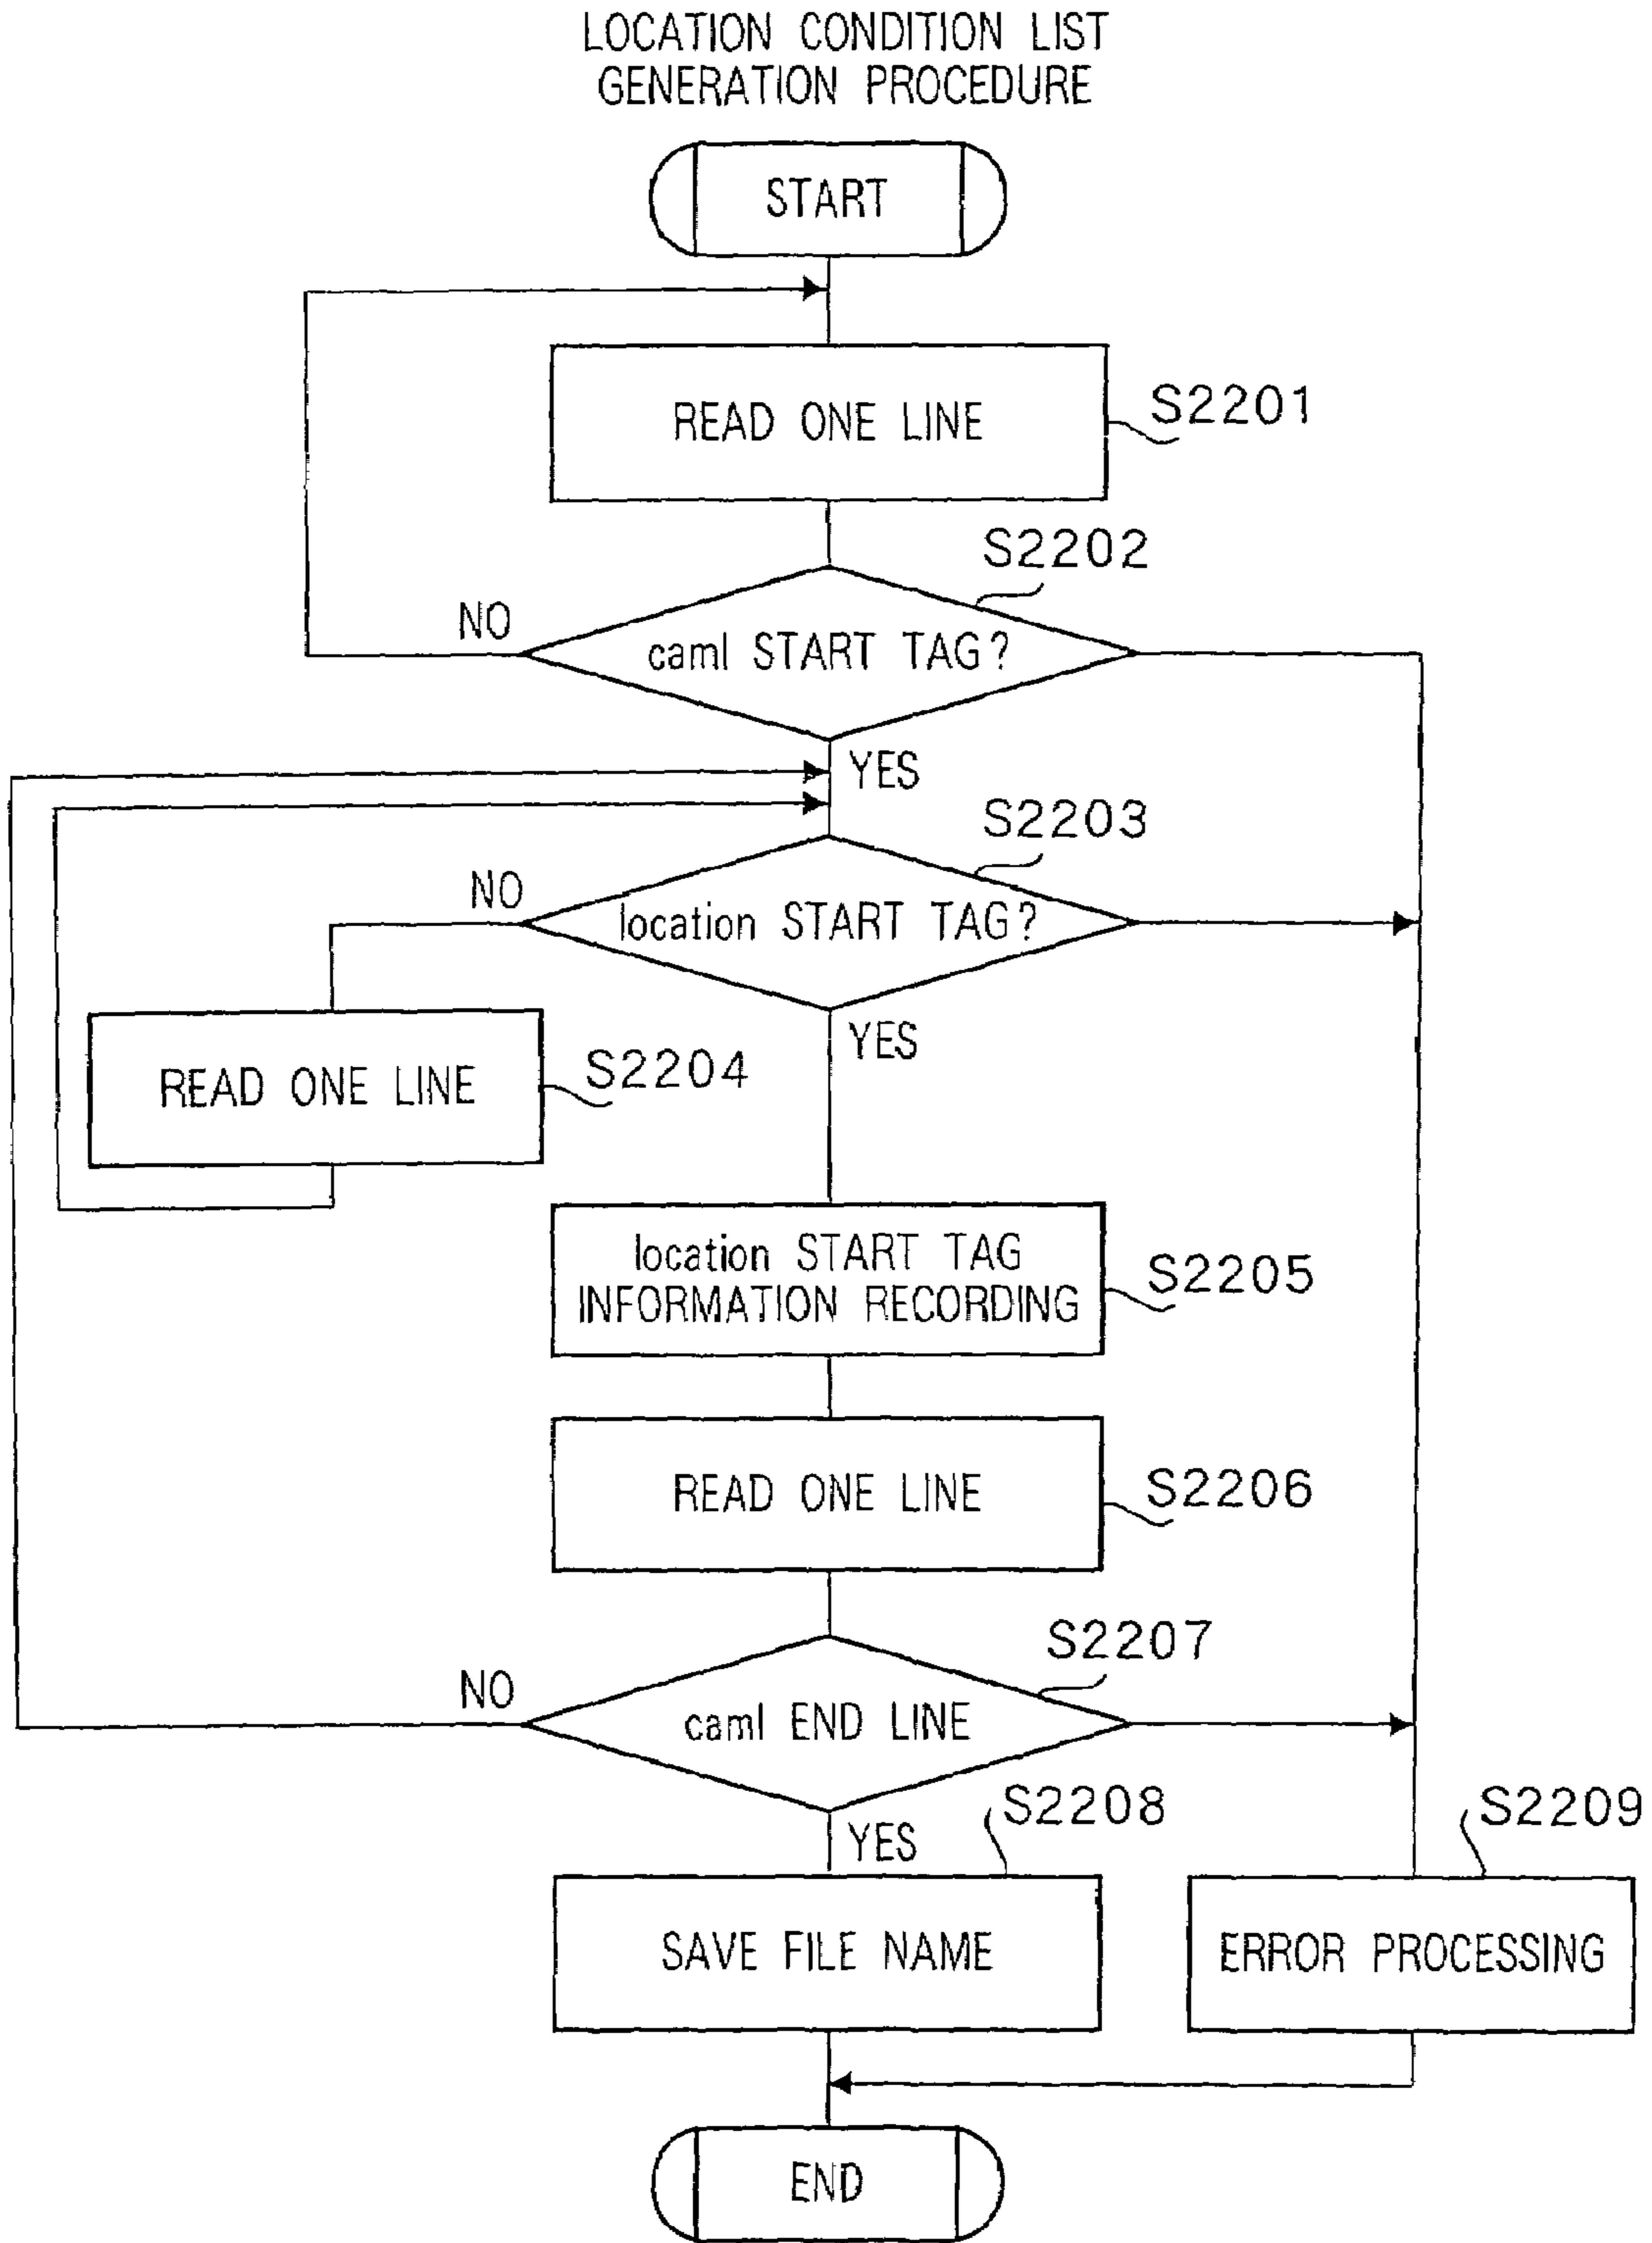 LOCATION CONDITION LIST
GENERATION PROCEDURE
START
READ ONE LINE
S2201
S2202
NO
caml START TAG?
YES
S2203
NO
location START TAG?
YES
READ ONE LINE
S2204
location START TAG
INFORMATION RECORDING
S2205
READ ONE LINE
S2206
S2207
NO
caml END LINE
YES
S2208
S2209
SAVE FILE NAME
ERROR PROCESSING
END